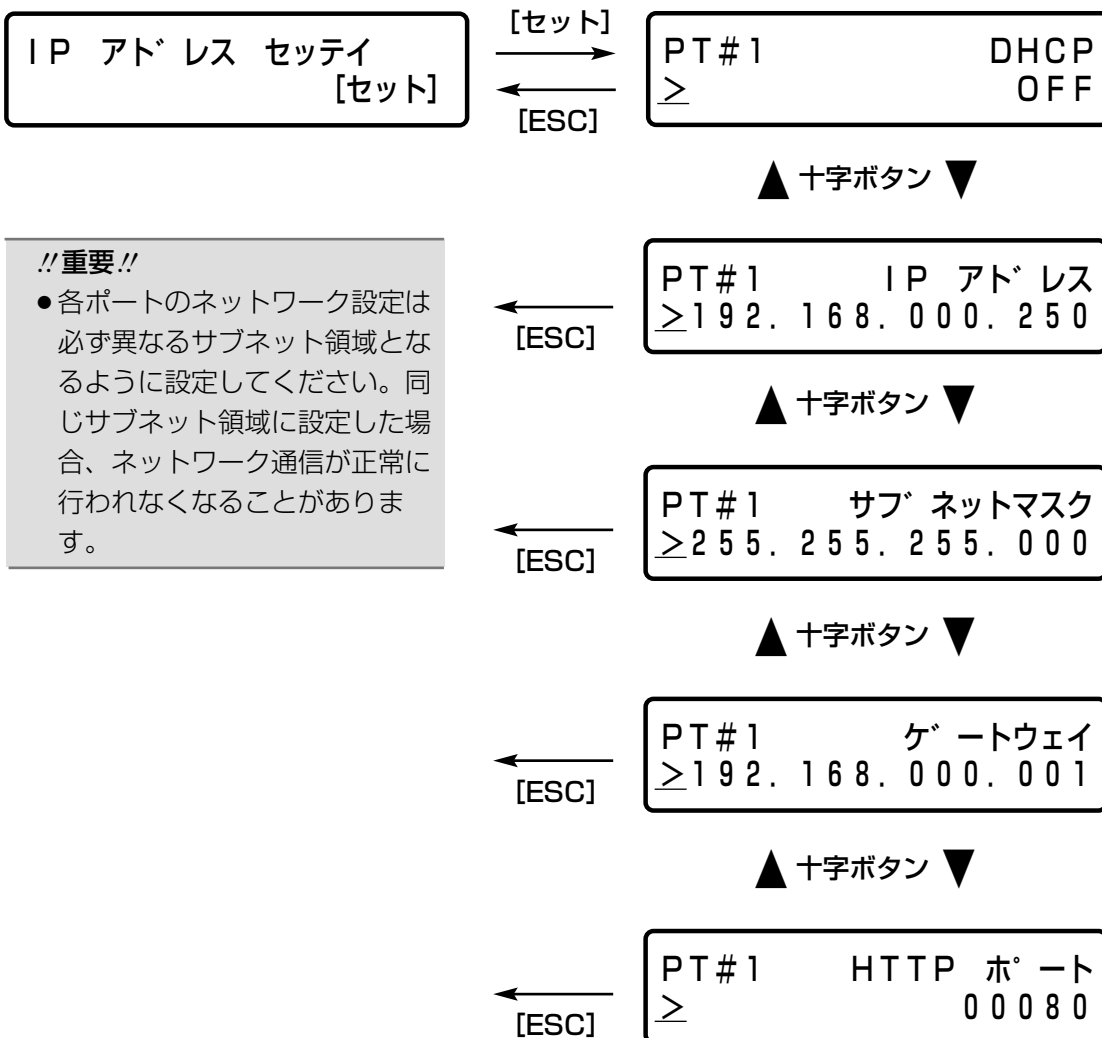 IP アドレス セッテイ
[セット]
[セット]
[ESC]
PT#1 DHCP
> OFF
▲ 十字ボタン ▼
!!重要!!
●各ポートのネットワーク設定は
必ず異なるサブネット領域とな
るように設定してください。同
じサブネット領域に設定した場
合、ネットワーク通信が正常に
行われなくなることがありま
す。
[ESC]
PT#1 IP アドレス
>192.168.000.250
▲ 十字ボタン ▼
[ESC]
PT#1 サブネットマスク
>255.255.255.000
▲ 十字ボタン ▼
[ESC]
PT#1 ゲートウェイ
>192.168.000.001
▲ 十字ボタン ▼
[ESC]
PT#1 HTTP ポート
> 00080